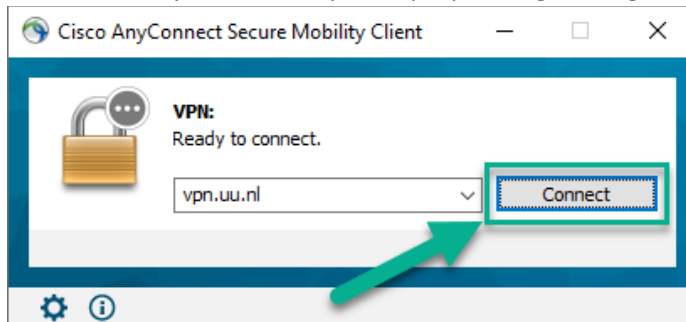 Cisco AnyConnect Secure Mobility Client
VPN:
Ready to connect.
vpn.uu.nl
Connect